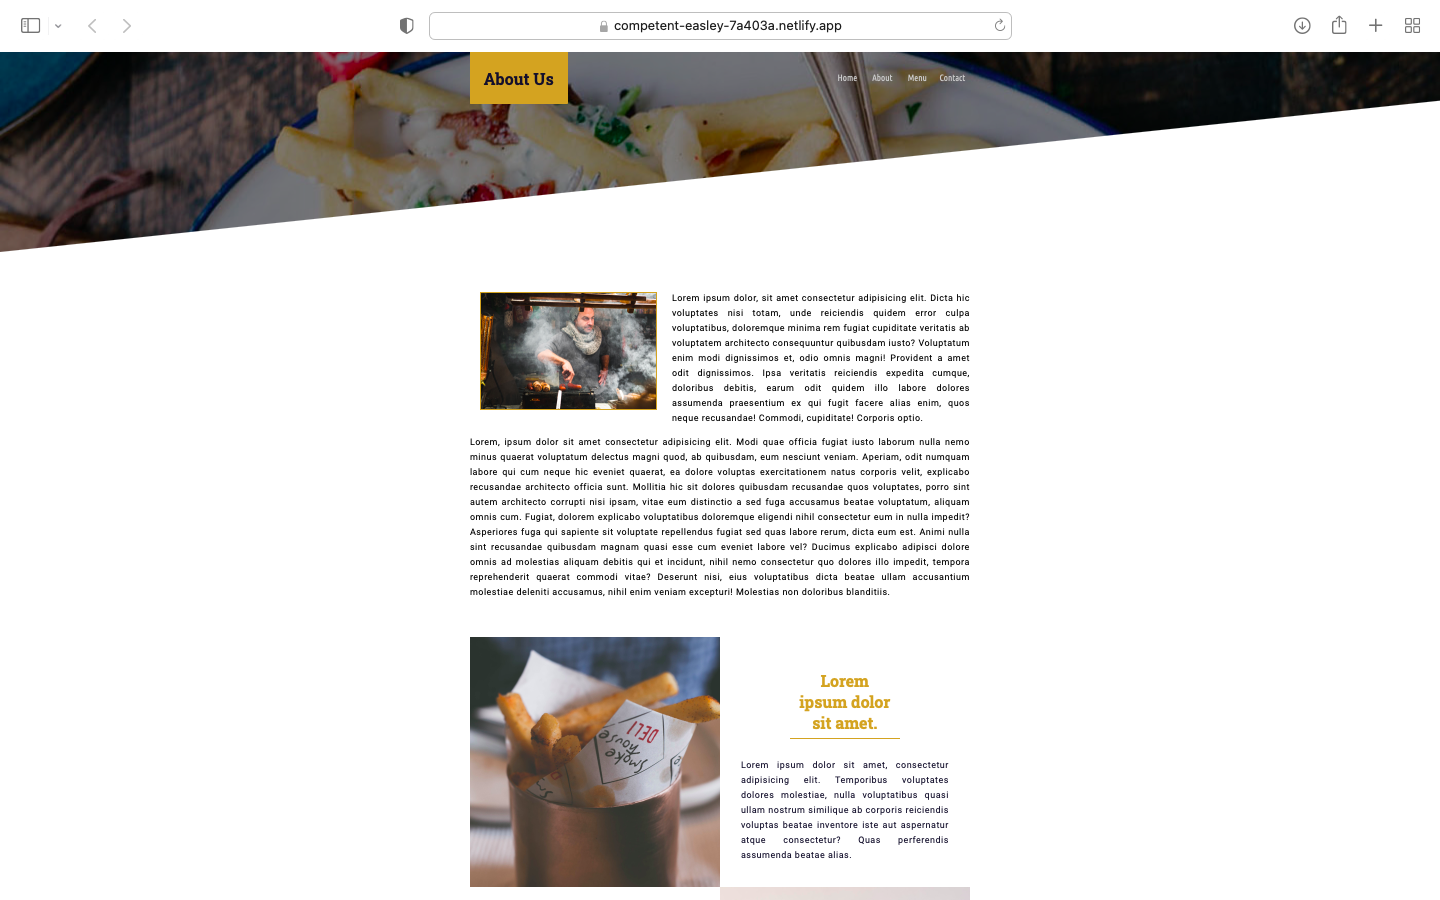 competent-easley-7a403a.netlify.app
About Us
Home About Menu Contact
Lorem ipsum dolor, sit amet consectetur adipisicing elit. Dicta hic
voluptates nisi totam, unde reiciendis quidem error culpa
voluptatibus, doloremque minima rem fugiat cupiditate veritatis ab
voluptatem architecto consequuntur quibusdam iusto? Voluptatum
enim modi dignissimos et, odio omnis magni! Provident a amet
odit dignissimos. Ipsa veritatis reiciendis expedita cumque,
doloribus debitis, earum odit quidem illo labore dolores
assumenda praesentium ex qui fugit facere alias enim, quos
neque recusandae! Commodi, cupiditate! Corporis optio.
Lorem, ipsum dolor sit amet consectetur adipisicing elit. Modi quae officia fugiat iusto laborum nulla nemo
minus quaerat voluptatum delectus magni quod, ab quibusdam, eum nesciunt veniam. Aperiam, odit numquam
labore qui cum neque hic eveniet quaerat, ea dolore voluptas exercitationem natus corporis velit, explicabo
recusandae architecto officia sunt. Mollitia hic sit dolores quibusdam recusandae quos voluptates, porro sint
autem architecto corrupti nisi ipsam, vitae eum distinctio a sed fuga accusamus beatae voluptatum, aliquam
omnis cum. Fugiat, dolorem explicabo voluptatibus doloremque eligendi nihil consectetur eum in nulla impedit?
Asperiores fuga qui sapiente sit voluptate repellendus fugiat sed quas labore rerum, dicta eum est. Animi nulla
sint recusandae quibusdam magnam quasi esse cum eveniet labore vel? Ducimus explicabo adipisci dolore
omnis ad molestias aliquam debitis qui et incidunt, nihil nemo consectetur quo dolores illo impedit, tempora
reprehenderit quaerat commodi vitae? Deserunt nisi, eius voluptatibus dicta beatae ullam accusantium
molestiae deleniti accusamus, nihil enim veniam excepturi! Molestias non doloribus blanditiis.
DELI
smoke
house
Lorem
ipsum dolor
sit amet.
Lorem ipsum dolor sit amet, consectetur
adipisicing elit. Temporibus voluptates
dolores molestiae, nulla voluptatibus quasi
ullam nostrum similique ab corporis reiciendis
voluptas beatae inventore iste aut aspernatur
atque consectetur? Quas perferendis
assumenda beatae alias.